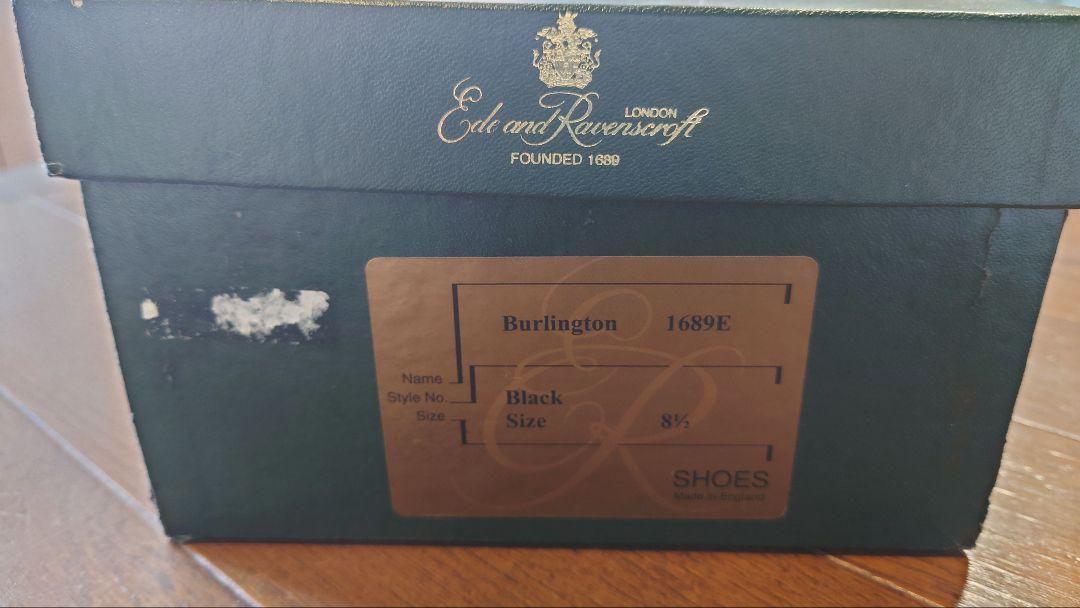 LONDON
Ede and Ravenscroft
FOUNDED 1689
Burlington 1689E
Name
Style No.
Black
Size
Size 8½
SHOES
Made in England